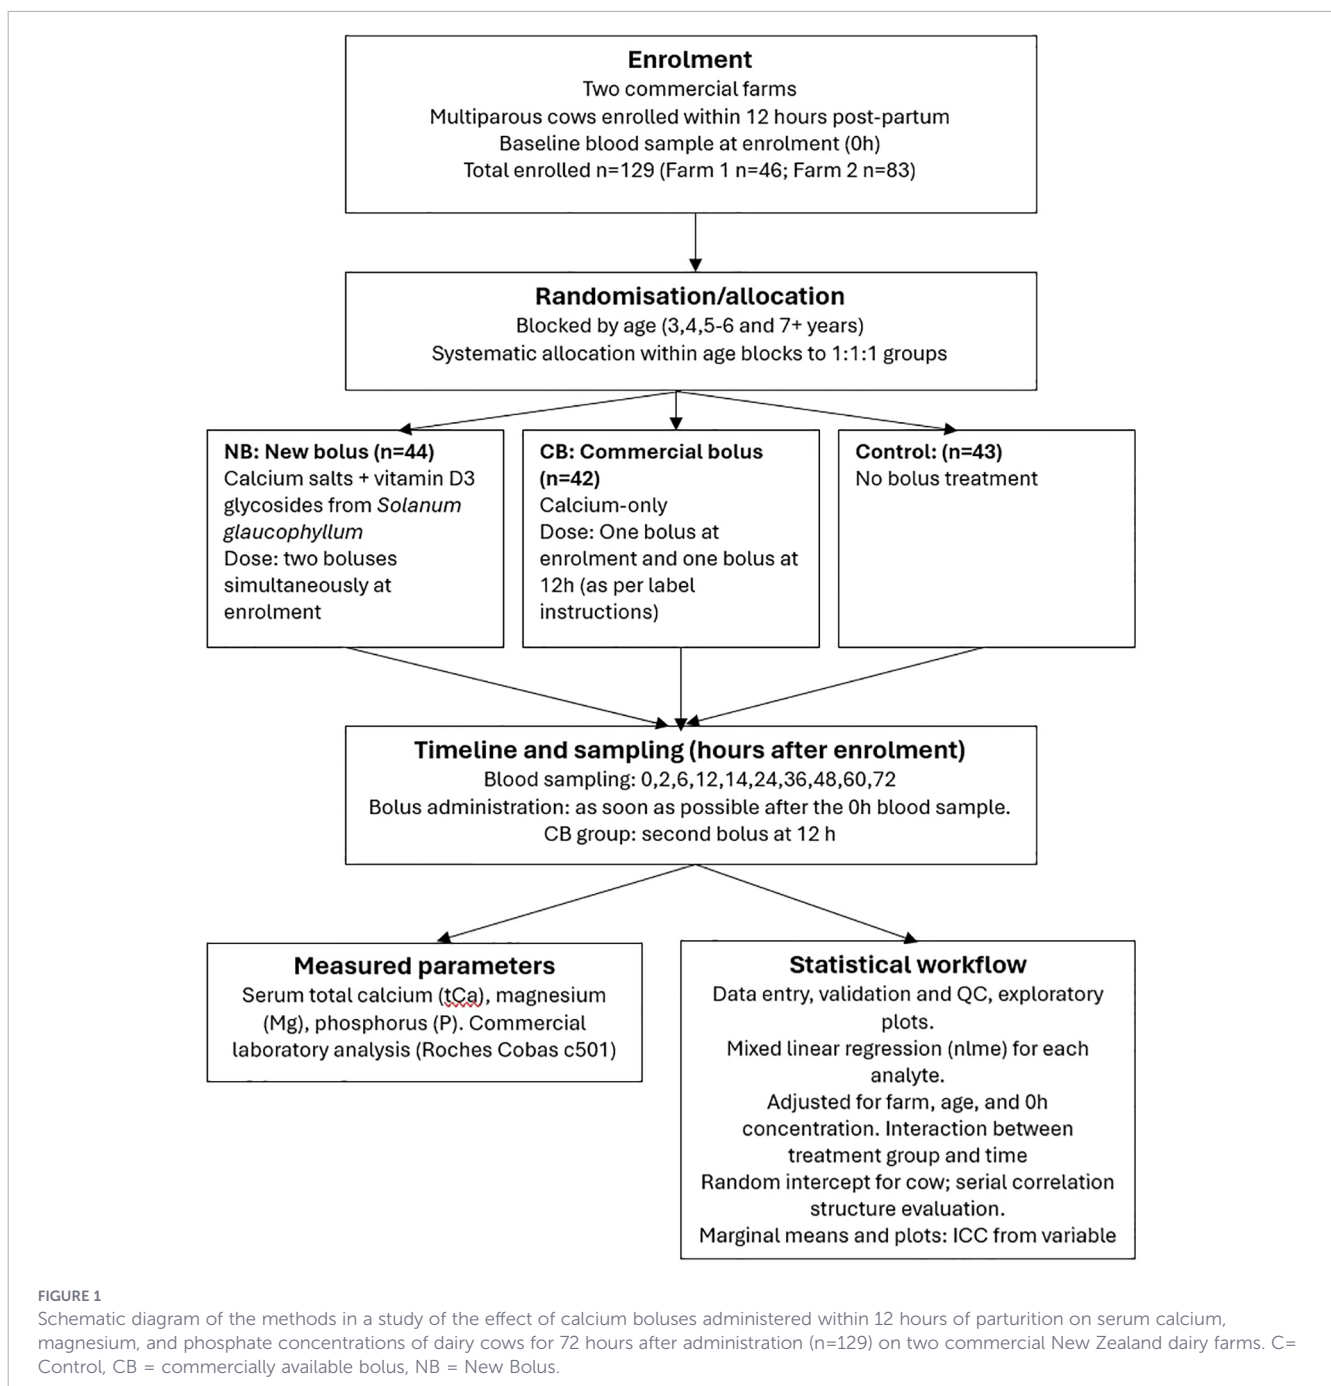 Enrolment
Two commercial farms
Multiparous cows enrolled within 12 hours post-partum
Baseline blood sample at enrolment (0h)
Total enrolled n=129 (Farm 1 n=46; Farm 2 n=83)
Randomisation/allocation
Blocked by age (3,4,5-6 and 7+ years)
Systematic allocation within age blocks to 1:1:1 groups
NB: New bolus (n=44)
Calcium salts + vitamin D3
glycosides from Solanum
glaucophyllum
Dose: two boluses
simultaneously at
enrolment
CB: Commercial bolus
(n=42)
Calcium-only
Dose: One bolus at
enrolment and one bolus at
12h (as per label
instructions)
Control: (n=43)
No bolus treatment
Timeline and sampling (hours after enrolment)
Blood sampling: 0,2,6,12,14,24,36,48,60,72
Bolus administration: as soon as possible after the 0h blood sample.
CB group: second bolus at 12 h
Measured parameters
Serum total calcium (tCa), magnesium
(Mg), phosphorus (P). Commercial
laboratory analysis (Roches Cobas c501)
Statistical workflow
Data entry, validation and QC, exploratory
plots.
Mixed linear regression (nlme) for each
analyte.
Adjusted for farm, age, and 0h
concentration. Interaction between
treatment group and time
Random intercept for cow; serial correlation
structure evaluation.
Marginal means and plots: ICC from variable
FIGURE 1
Schematic diagram of the methods in a study of the effect of calcium boluses administered within 12 hours of parturition on serum calcium,
magnesium, and phosphate concentrations of dairy cows for 72 hours after administration (n=129) on two commercial New Zealand dairy farms. C=
Control, CB = commercially available bolus, NB = New Bolus.